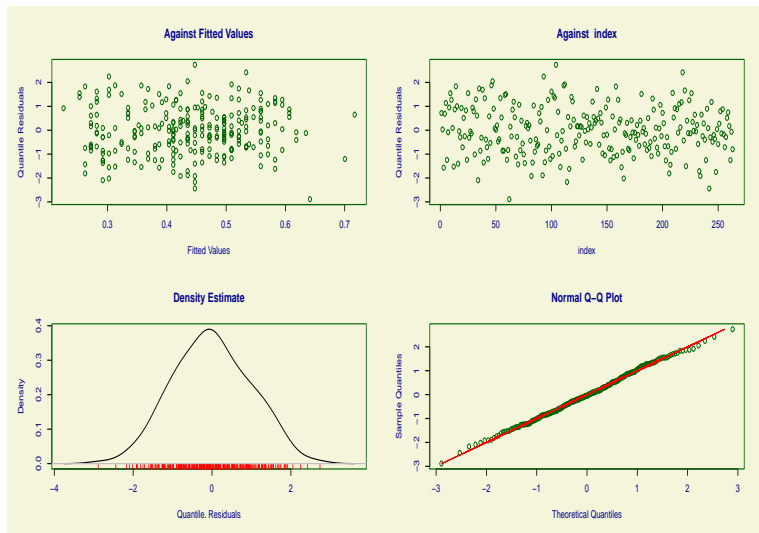 Against Fitted Values
Quantile Residuals
2
1
0
−1
−2
−3
0.3 0.4 0.5 0.6 0.7
Fitted Values
Against index
Quantile Residuals
2
1
0
−1
−2
−3
0 50 100 150 200 250
index
Density Estimate
Density
0.4
0.3
0.2
0.1
0.0
−4 −2 0 2
Quantile. Residuals
Normal Q−Q Plot
Sample Quantiles
2
1
0
−1
−2
−3
−3 −2 −1 0 1 2 3
Theoretical Quantiles